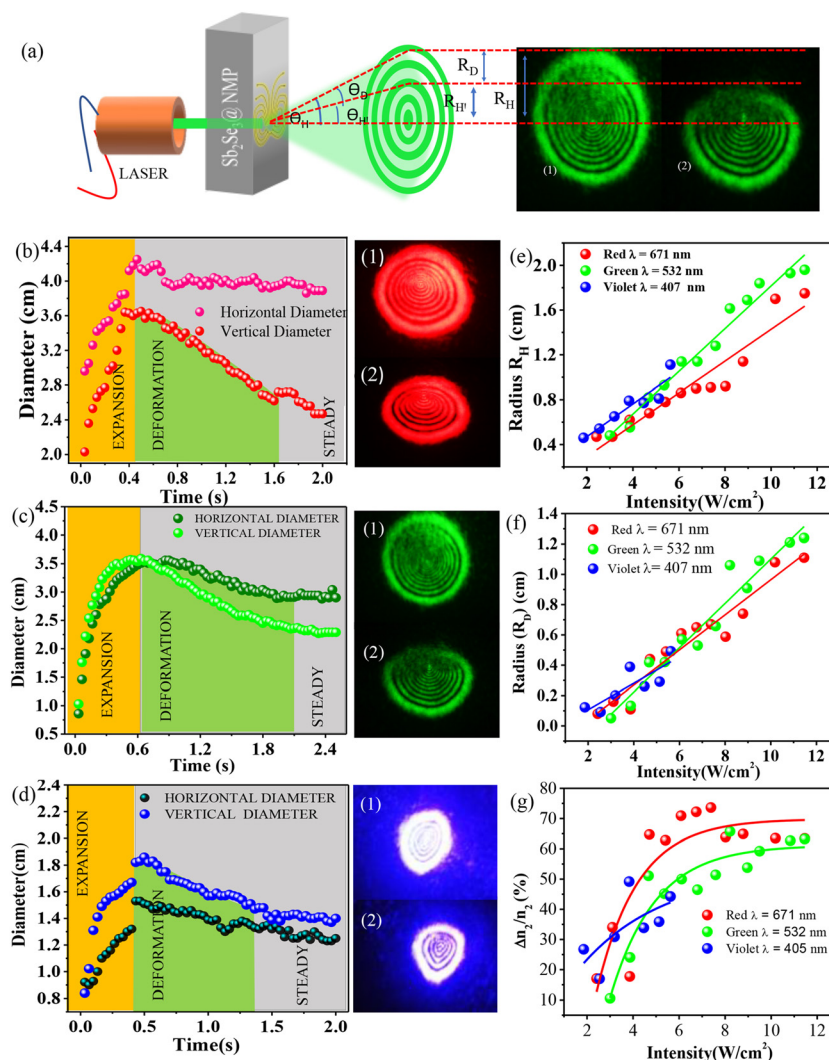 (a)
Sb₂Se₃@ NMP
LASER
Θ_H
Θ_D
Θ_H'
R_D
R_H'
R_H
(1)
(2)
(b)
Diameter (cm)
4.4
4.0
3.6
3.2
2.8
2.4
2.0
EXPANSION
DEFORMATION
STEADY
Horizontal Diameter
Vertical Diameter
0.0 0.4 0.8 1.2 1.6 2.0
Time (s)
(1)
(2)
(e)
Red λ = 671 nm
Green λ = 532 nm
Violet λ = 407 nm
Radius R_H (cm)
2.0
1.6
1.2
0.8
0.4
2 4 6 8 10 12
Intensity(W/cm²)
(c)
Diameter (cm)
4.5
4.0
3.5
3.0
2.5
2.0
1.5
1.0
0.5
HORIZONTAL DIAMETER
VERTICAL DIAMETER
EXPANSION
DEFORMATION
STEADY
0.0 0.6 1.2 1.8 2.4
Time (s)
(1)
(2)
(f)
Red λ = 671 nm
Green λ = 532 nm
Violet λ = 407 nm
Radius (R_D) (cm)
1.4
1.2
1.0
0.8
0.6
0.4
0.2
0.0
2 4 6 8 10 12
Intensity(W/cm²)
(d)
Diameter(cm)
2.4
2.2
2.0
1.8
1.6
1.4
1.2
1.0
0.8
HORIZONTAL DIAMETER
VERTICAL DIAMETER
EXPANSION
DEFORMATION
STEADY
0.0 0.5 1.0 1.5 2.0
Time(s)
(1)
(2)
(g)
Δn₂/n₂ (%)
80
70
60
50
40
30
20
10
Red λ = 671 nm
Green λ = 532 nm
Violet λ = 405 nm
2 4 6 8 10 12
Intensity(W/cm²)